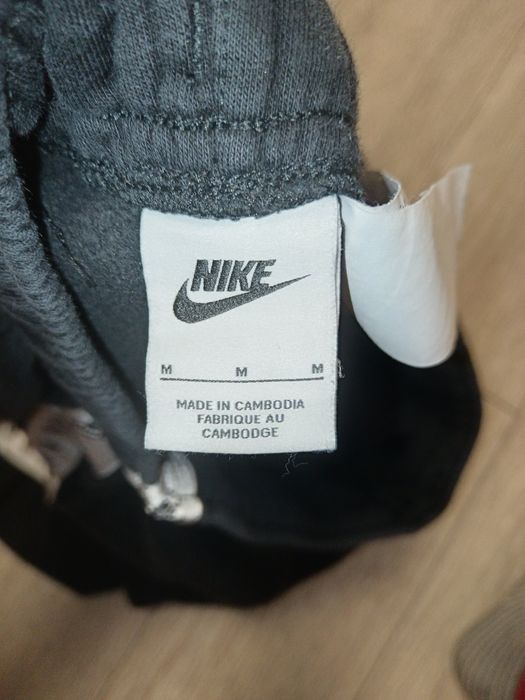 NIKE
M M M
MADE IN CAMBODIA
FABRIQUE AU
CAMBODGE